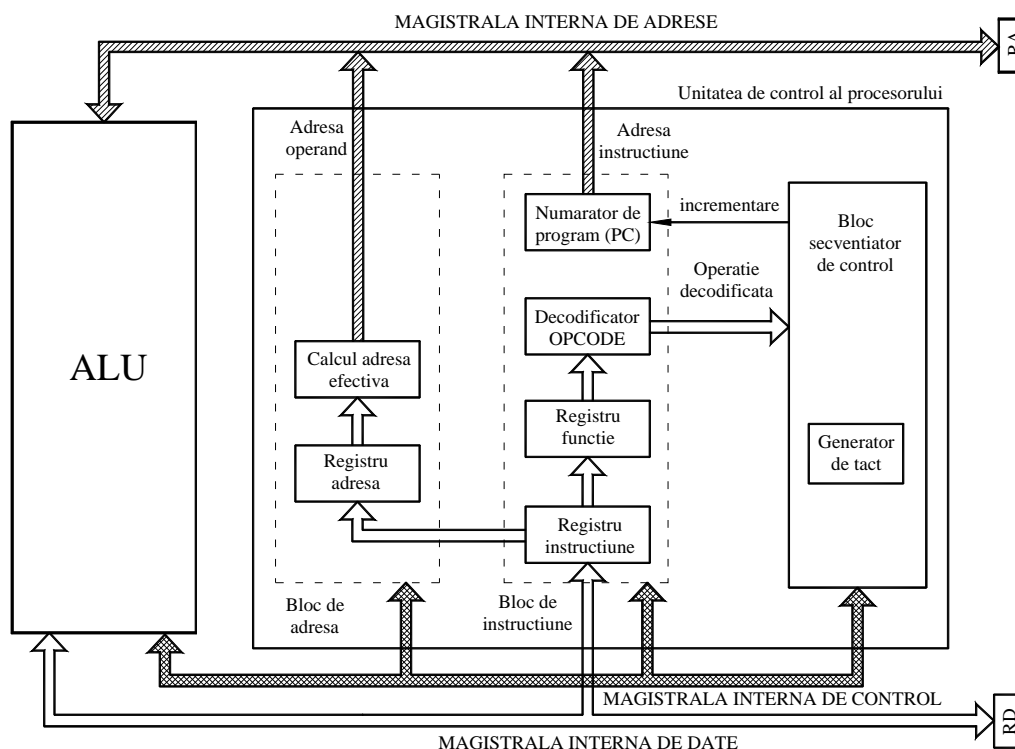 MAGISTRALA INTERNA DE ADRESE
RA
Unitatea de control al procesorului
Adresa
operand
Adresa
instructiune
ALU
Numarator de
program (PC)
incrementare
Bloc
secventiator
de control
Operatie
decodificata
Decodificator
OPCODE
Calcul adresa
efectiva
Registru
functie
Generator
de tact
Registru
adresa
Registru
instructiune
Bloc de
adresa
Bloc de
instructiune
MAGISTRALA INTERNA DE CONTROL
RD
MAGISTRALA INTERNA DE DATE